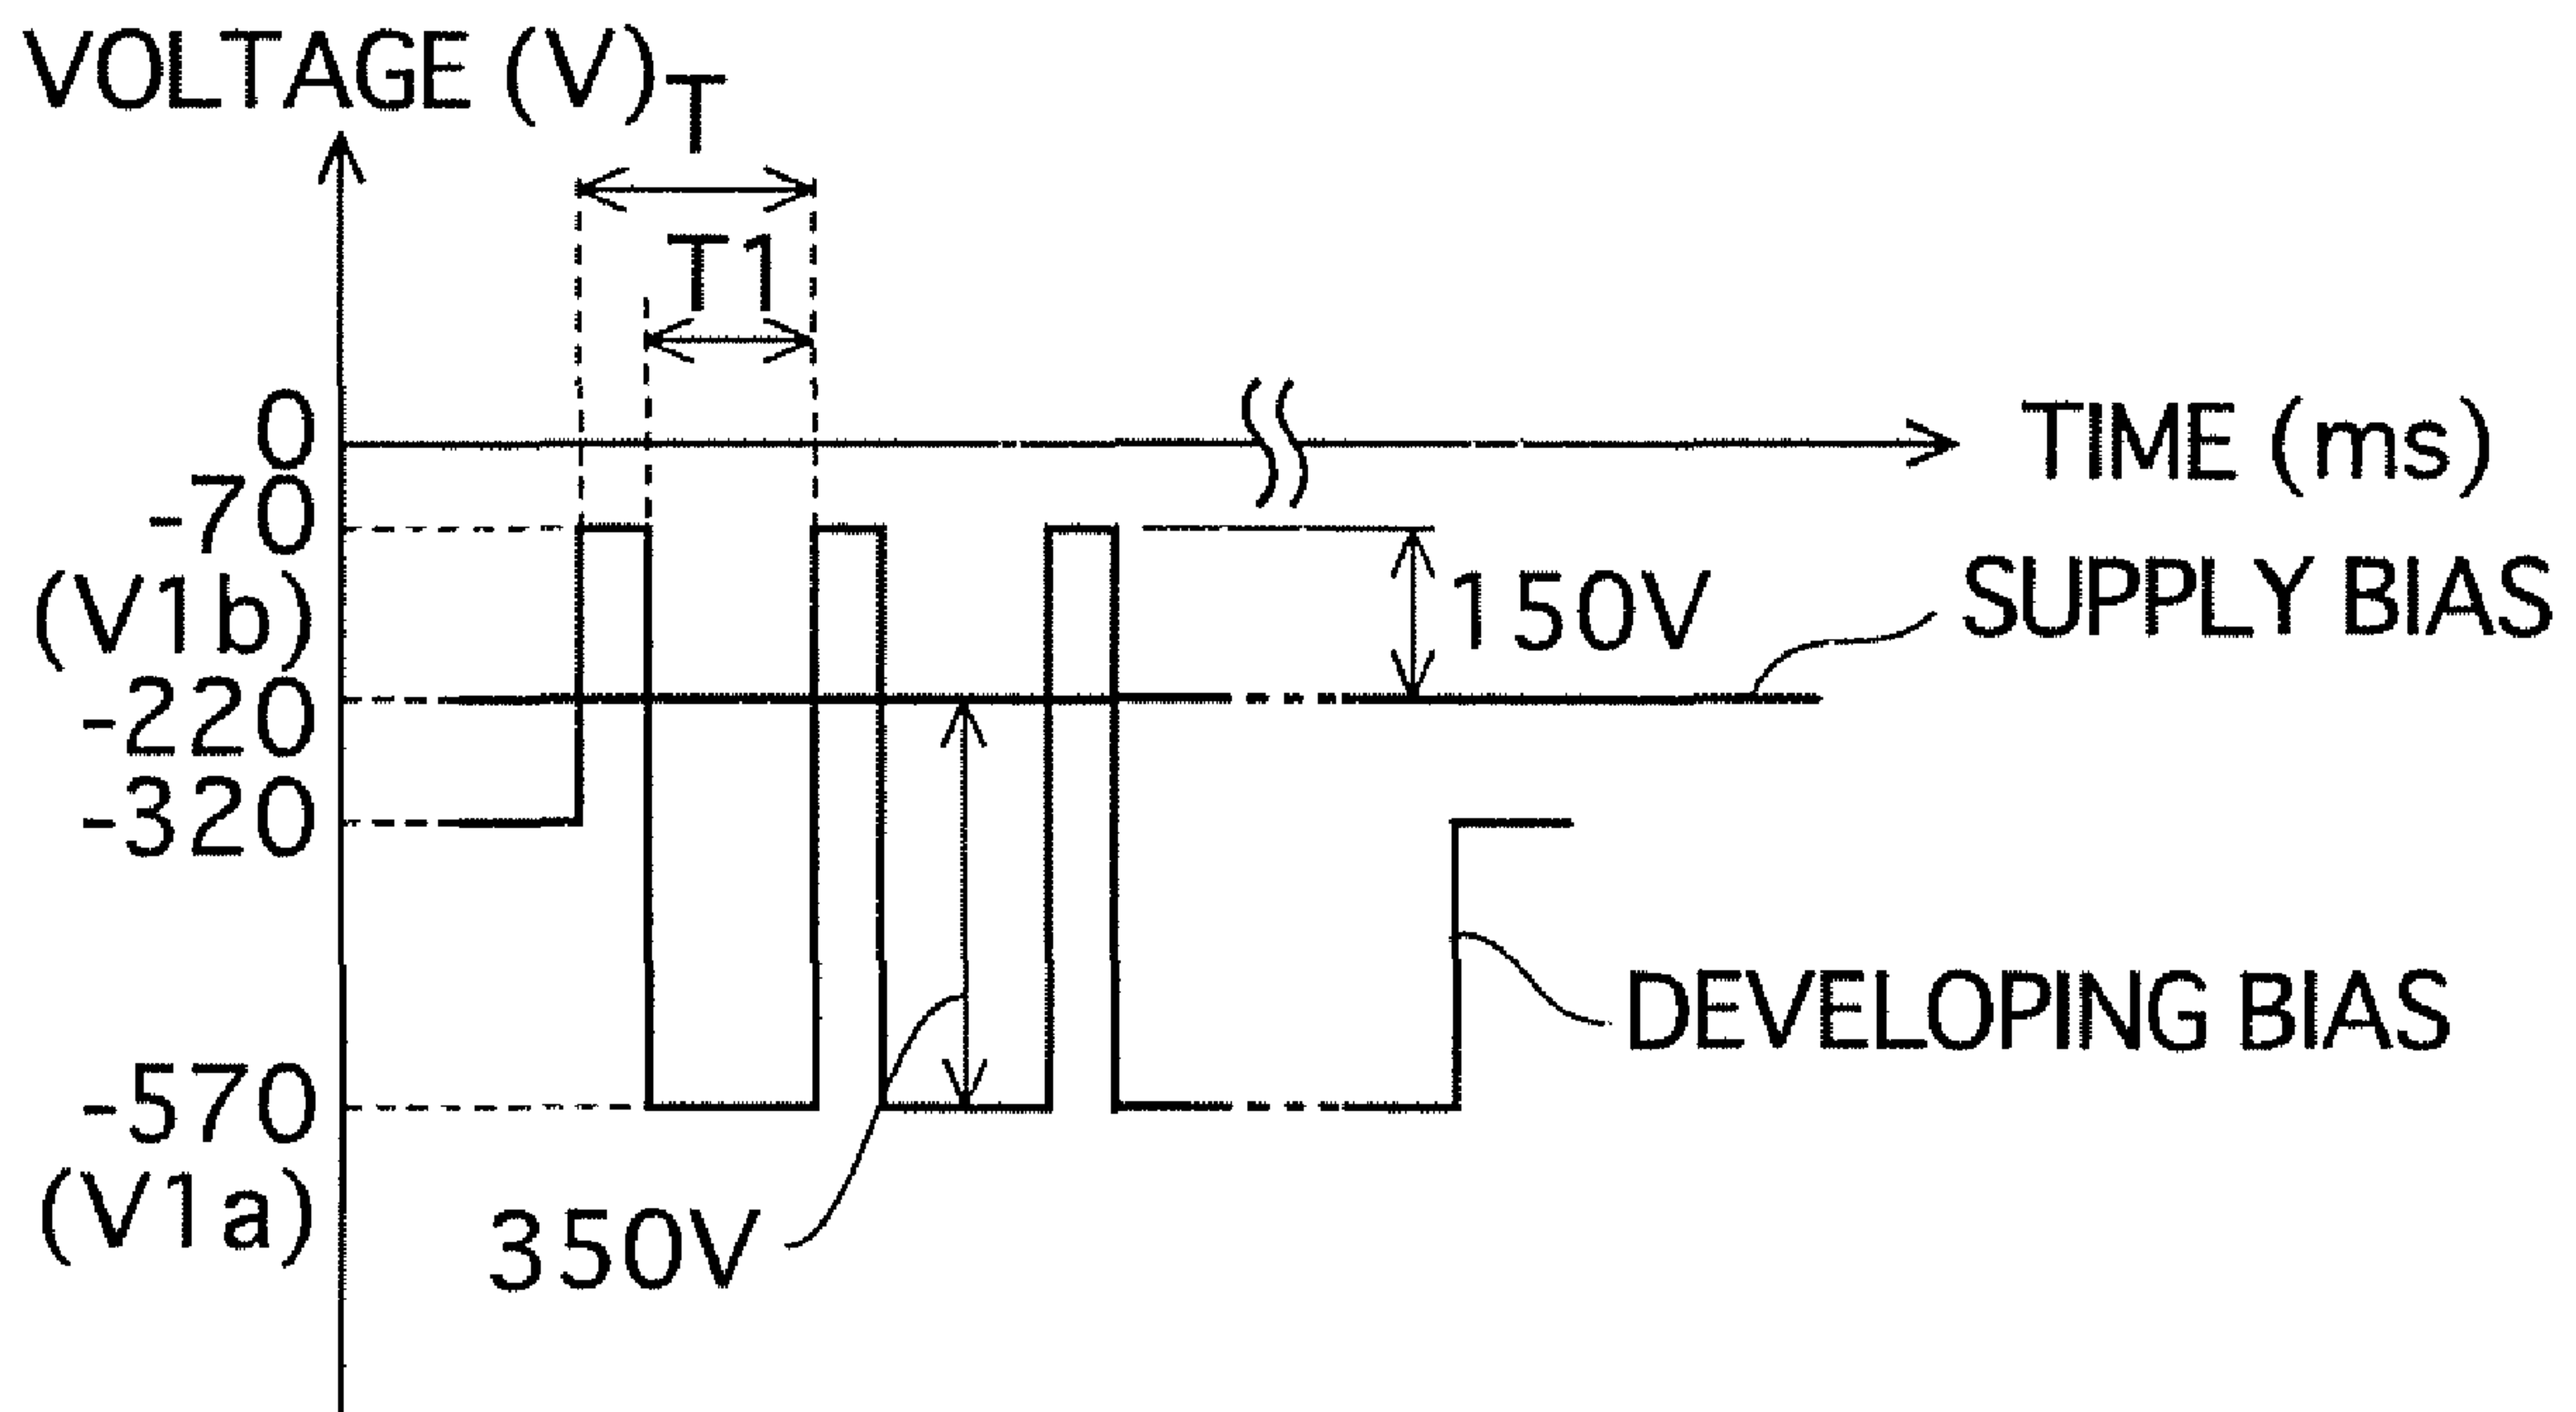 VOLTAGE (V)
T
T1
0
TIME (ms)
-70
(V1b)
150V
SUPPLY BIAS
-220
-320
DEVELOPING BIAS
-570
(V1a)
350V